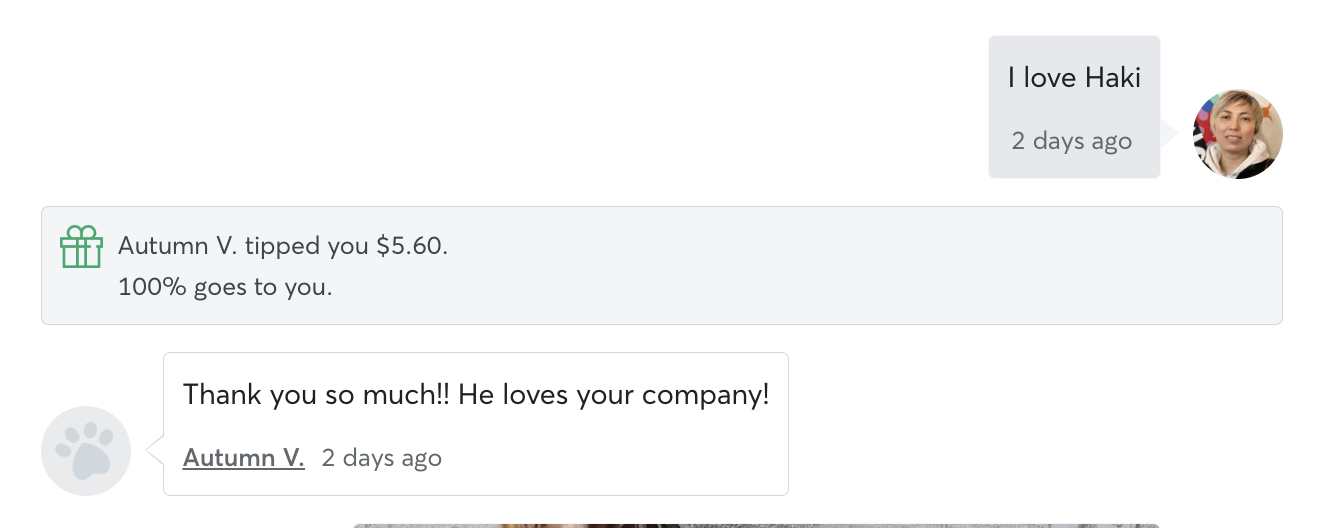 I love Haki
2 days ago
Autumn V. tipped you $5.60.
100% goes to you.
Thank you so much!! He loves your company!
Autumn V. 2 days ago